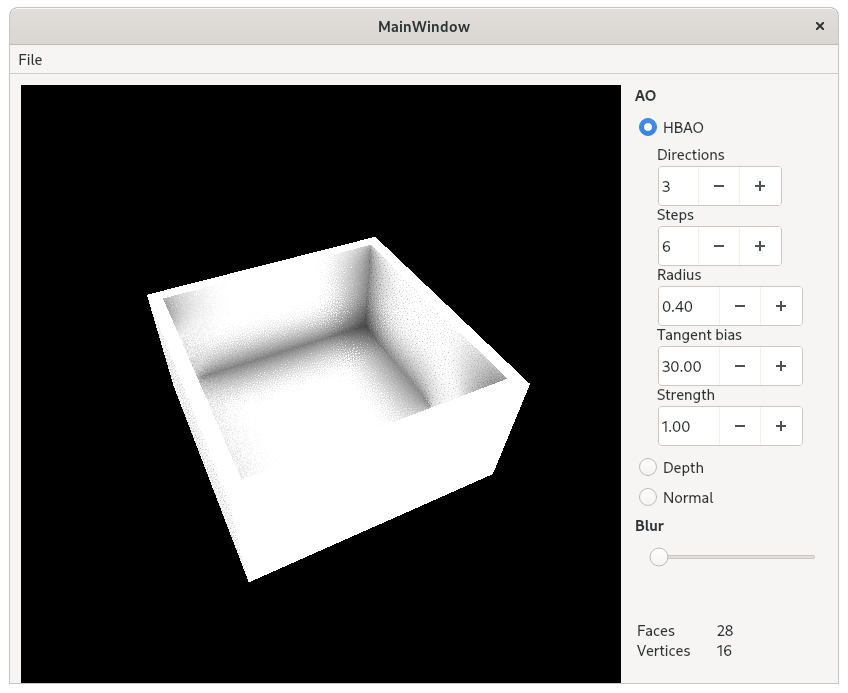 MainWindow ×
File
AO
HBAO
Directions
3 − +
Steps
6 − +
Radius
0.40 − +
Tangent bias
30.00 − +
Strength
1.00 − +
Depth
Normal
Blur
Faces 28
Vertices 16